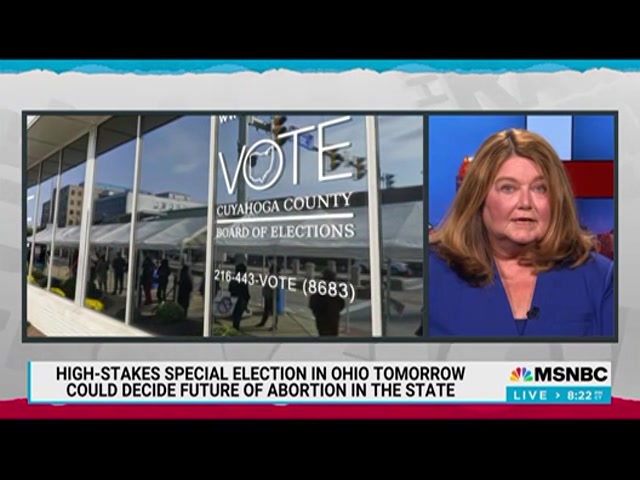 VOTE
CUYAHOGA COUNTY
BOARD OF ELECTIONS
216-443-VOTE (8683)
HIGH-STAKES SPECIAL ELECTION IN OHIO TOMORROW
COULD DECIDE FUTURE OF ABORTION IN THE STATE
MSNBC
LIVE > 8:22